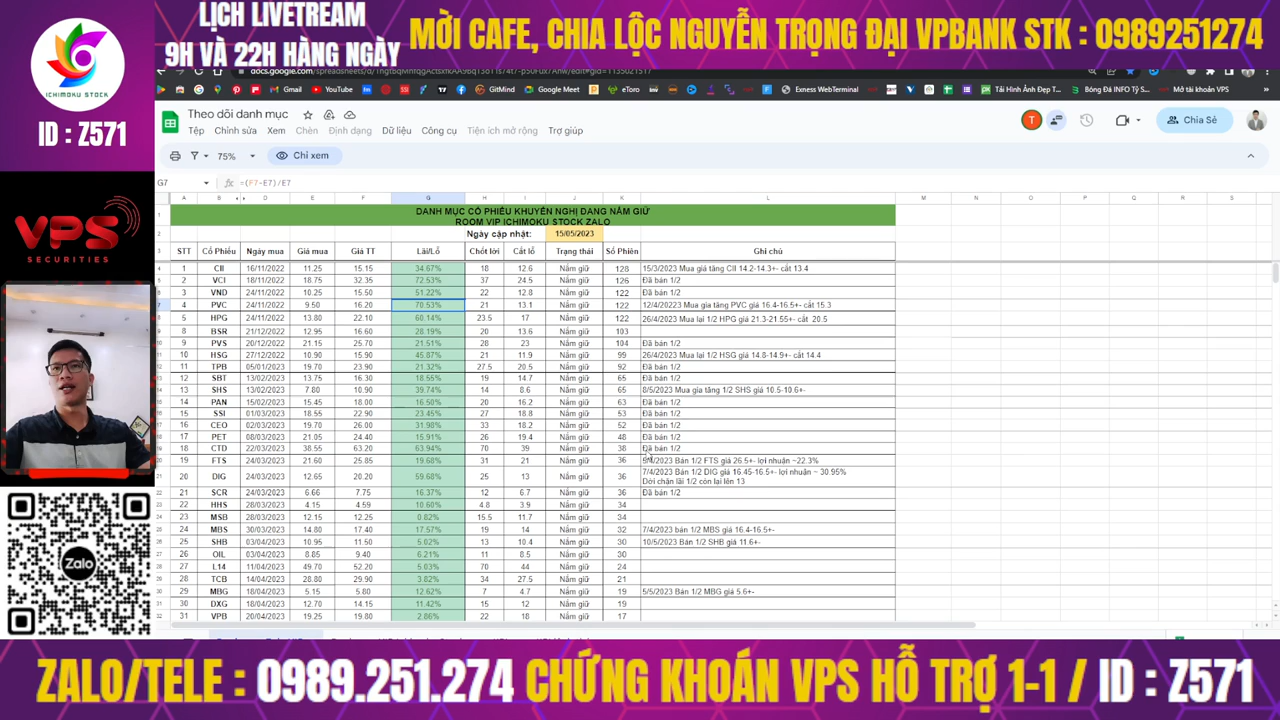 LỊCH LIVETREAM
9H VÀ 22H HÀNG NGÀY
MỜI CAFE, CHIA LỘC NGUYỄN TRỌNG ĐẠI VPBANK STK : 0989251274
ICHIMOKU STOCK
ID : Z571
VPS
SECURITIES
Zalo
Gmail YouTube GitMind Google Meet eToro Exness WebTerminal Tải Hình Ảnh Đẹp T... Bóng Đá INFO Tỷ S... Mở tài khoản VPS »
Theo dõi danh mục
Tệp Chỉnh sửa Xem Chèn Định dạng Dữ liệu Công cụ Tiện ích mở rộng Trợ giúp
T
Chia Sẻ
75% Chỉ xem
G7 fx =(F7-E7)/E7
A B D E F G H I J K L M N O P Q R S
DANH MỤC CỔ PHIẾU KHUYẾN NGHỊ ĐANG NẮM GIỮ
ROOM VIP ICHIMOKU STOCK ZALO
Ngày cập nhật: 15/05/2023
STT Cổ Phiếu Ngày mua Giá mua Giá TT Lãi/Lỗ Chốt lời Cắt lỗ Trạng thái Số Phiên Ghi chú
1 CII 16/11/2022 11.25 15.15 34.67% 18 12.6 Nắm giữ 128 15/3/2023 Mua gia tăng CII 14.2-14.3+- cắt 13.4
2 VCI 18/11/2022 18.75 32.35 72.53% 37 24.5 Nắm giữ 126 Đã bán 1/2
3 VND 24/11/2022 10.25 15.50 51.22% 22 12.8 Nắm giữ 122 Đã bán 1/2
4 PVC 24/11/2022 9.50 16.20 70.53% 21 13.1 Nắm giữ 122 12/4/20223 Mua gia tăng PVC giá 16.4-16.5+- cắt 15.3
5 HPG 24/11/2022 13.80 22.10 60.14% 23.5 17 Nắm giữ 122 26/4/2023 Mua lại 1/2 HPG giá 21.3-21.55+- cắt 20.5
8 BSR 21/12/2022 12.95 16.60 28.19% 20 13.6 Nắm giữ 103
9 PVS 20/12/2022 21.15 25.70 21.51% 28 23 Nắm giữ 104 Đã bán 1/2
10 HSG 27/12/2022 10.90 15.90 45.87% 21 11.9 Nắm giữ 99 26/4/2023 Mua lại 1/2 HSG giá 14.8-14.9+- cắt 14.4
11 TPB 05/01/2023 19.70 23.90 21.32% 27.5 20.5 Nắm giữ 92 Đã bán 1/2
12 SBT 13/02/2023 13.75 16.30 18.55% 19 14.7 Nắm giữ 65 Đã bán 1/2
13 SHS 13/02/2023 7.80 10.90 39.74% 14 8.6 Nắm giữ 65 8/5/2023 Mua gia tăng 1/2 SHS giá 10.5-10.6+-
14 PAN 15/02/2023 15.45 18.00 16.50% 20 16.2 Nắm giữ 63 Đã bán 1/2
15 SSI 01/03/2023 18.55 22.90 23.45% 27 18.8 Nắm giữ 53 Đã bán 1/2
16 CEO 02/03/2023 19.70 26.00 31.98% 33 18.2 Nắm giữ 52 Đã bán 1/2
17 PET 08/03/2023 21.05 24.40 15.91% 26 19.4 Nắm giữ 48 Đã bán 1/2
18 CTD 22/03/2023 38.55 63.20 63.94% 70 39 Nắm giữ 38 Đã bán 1/2
19 FTS 24/03/2023 21.60 25.85 19.68% 31 21 Nắm giữ 36 Bán 1/2 FTS giá 26.5+- lợi nhuận ~22.3%
20 DIG 24/03/2023 12.65 20.20 59.68% 25 13 Nắm giữ 36 7/4/2023 Bán 1/2 DIG 16.45-16.5+- lợi nhuận ~ 30.95%
Dời chặn lãi 1/2 còn lại lên 13
21 SCR 24/03/2023 6.66 7.75 16.37% 12 6.7 Nắm giữ 36 Đã bán 1/2
22 HHS 28/03/2023 4.15 4.59 10.60% 4.8 3.9 Nắm giữ 34
23 MSB 28/03/2023 12.15 12.25 0.82% 15.5 11.7 Nắm giữ 34
24 MBS 30/03/2023 14.80 17.40 17.57% 19 14 Nắm giữ 32 7/4/2023 bán 1/2 MBS 16.4-16.5+-
25 SHB 03/04/2023 10.95 11.50 5.02% 13 10.4 Nắm giữ 30 10/5/2023 Bán 1/2 SHB giá 11.6+-
26 OIL 03/04/2023 8.85 9.40 6.21% 11 8.5 Nắm giữ 30
27 L14 11/04/2023 49.70 52.20 5.03% 70 44 Nắm giữ 24
28 TCB 14/04/2023 28.80 29.90 3.82% 34 27.5 Nắm giữ 21
29 MBG 18/04/2023 5.15 5.80 12.62% 7 4.7 Nắm giữ 19 5/5/2023 Bán 1/2 MBG giá 5.6+-
30 DXG 18/04/2023 12.70 14.15 11.42% 15 12 Nắm giữ 19
31 VPB 20/04/2023 19.25 19.80 2.86% 22 18 Nắm giữ 17
ZALO/TELE : 0989.251.274 CHỨNG KHOÁN VPS HỖ TRỢ 1-1 / ID : Z571